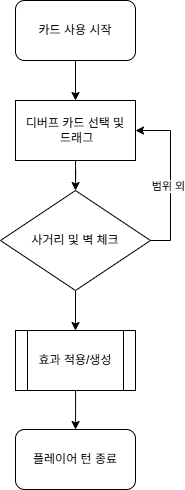 카드 사용 시작
디버프 카드 선택 및
드래그
범위 외
사거리 및 벽 체크
효과 적용/생성
플레이어 턴 종료